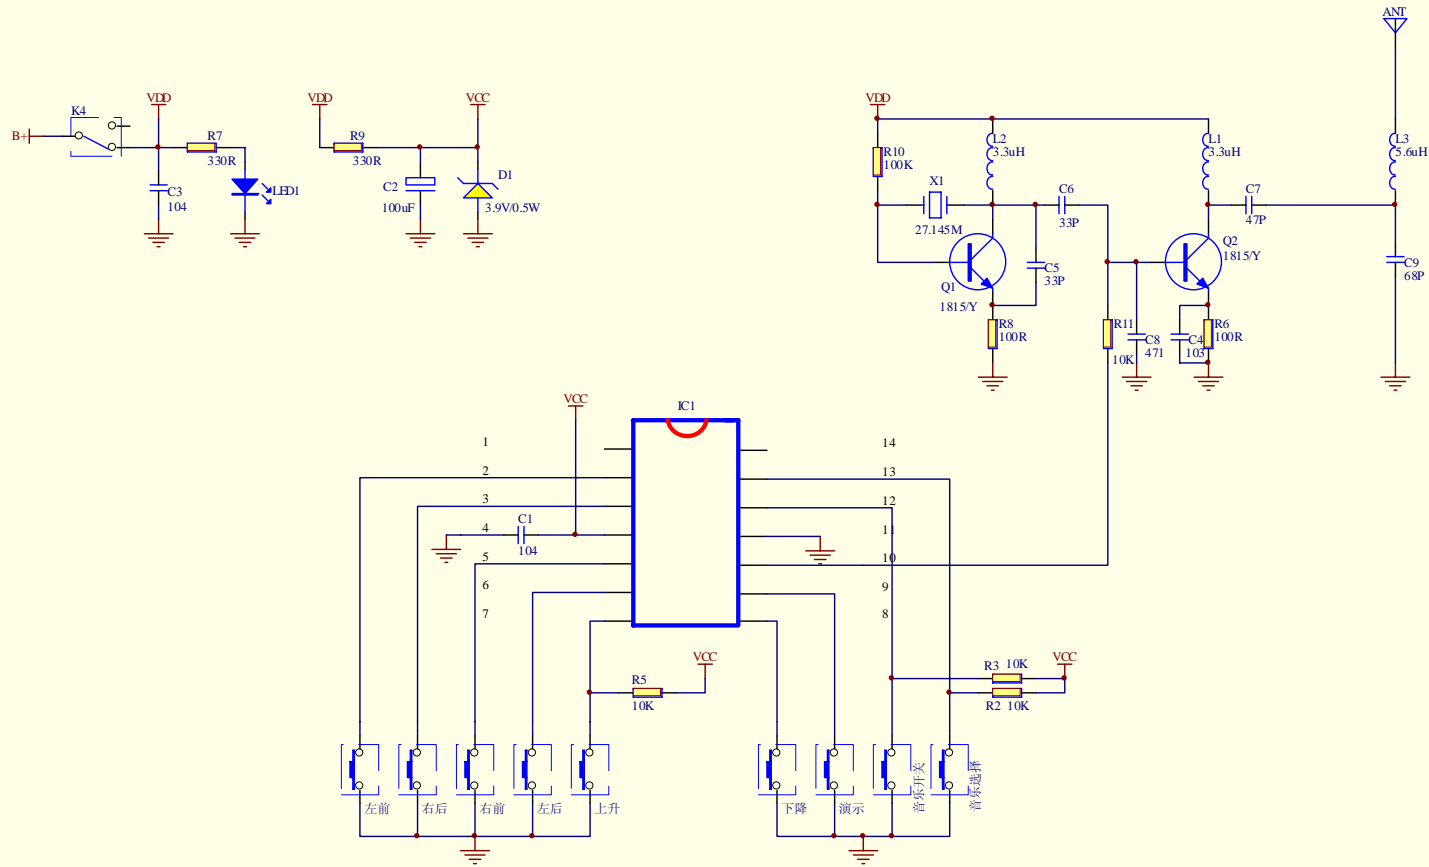 ANT
K4
B+
VDD
R7
330R
C3
104
LED1
VDD
R9
330R
C2
100uF
VCC
D1
3.9V/0.5W
VDD
R10
100K
L2
3.3uH
X1
27.145M
C6
33P
Q1
1815/Y
C5
33P
R8
100R
L1
3.3uH
C7
47P
L3
5.6uH
Q2
1815/Y
C9
68P
R11
10K
C8
471
C4
103
R6
100R
VCC
IC1
1
2
3
4
5
6
7
C1
104
14
13
12
11
10
9
8
R5
10K
VCC
R3 10K
R2 10K
VCC
左前
右后
右前
左后
上升
下降
演示
音乐开关
音乐选择